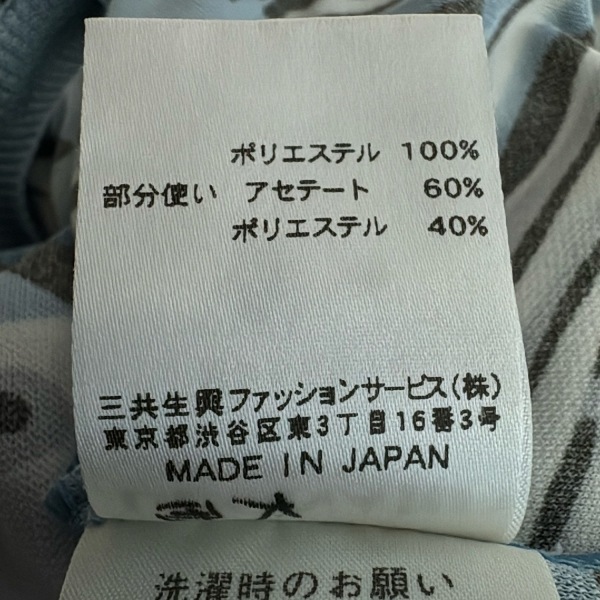 ポリエステル 100%
部分使い アセテート 60%
ポリエステル 40%
三共生興ファッションサービス(株)
東京都渋谷区東3丁目16番3号
MADE IN JAPAN
洗濯時のお願い